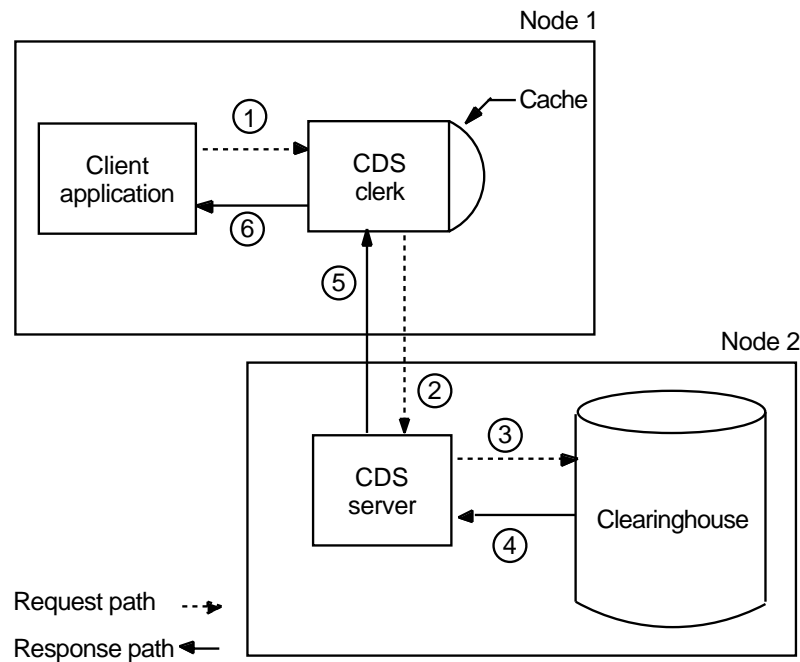 Node 1
Cache
1
Client
application
CDS
clerk
6
5
Node 2
2
3
CDS
server
Clearinghouse
4
Request path
Response path